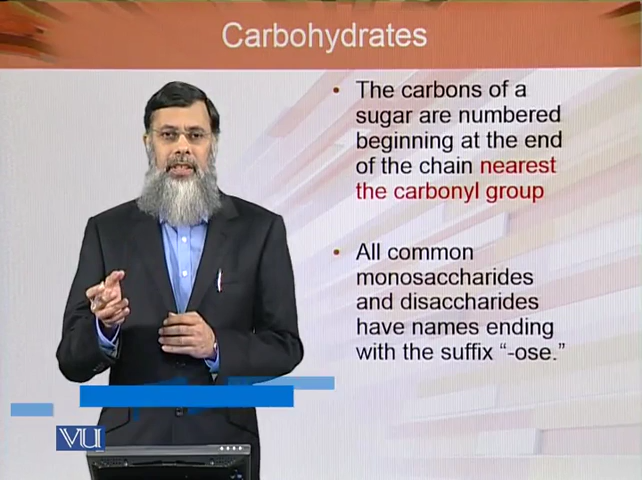 Carbohydrates
• The carbons of a
sugar are numbered
beginning at the end
of the chain nearest
the carbonyl group
• All common
monosaccharides
and disaccharides
have names ending
with the suffix “-ose.”
VU